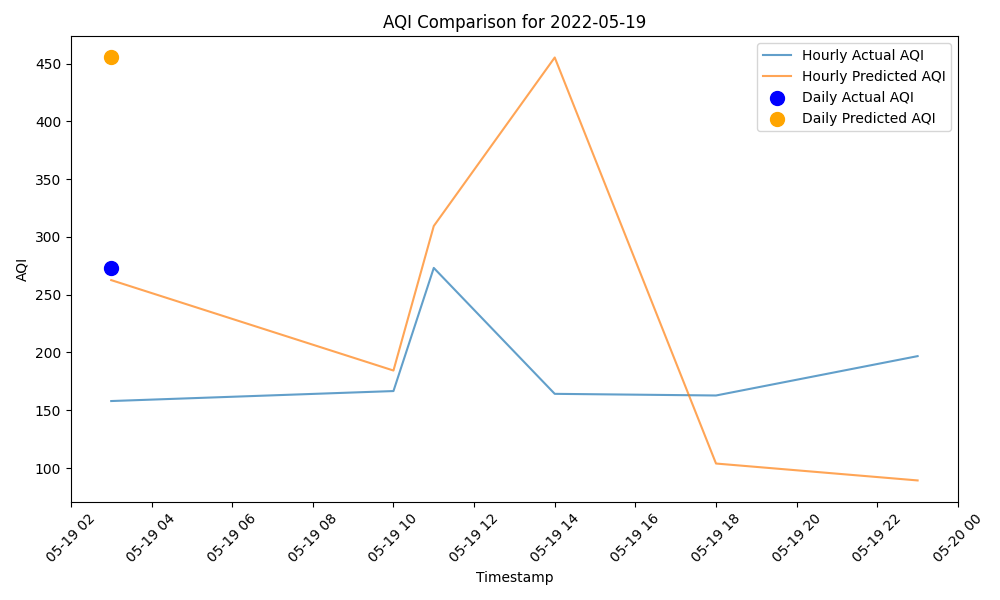 AQI Comparison for 2022-05-19
Hourly Actual AQI
Hourly Predicted AQI
Daily Actual AQI
Daily Predicted AQI
AQI
450
400
350
300
250
200
150
100
05-19 02
05-19 04
05-19 06
05-19 08
05-19 10
05-19 12
05-19 14
05-19 16
05-19 18
05-19 20
05-19 22
05-20 00
Timestamp